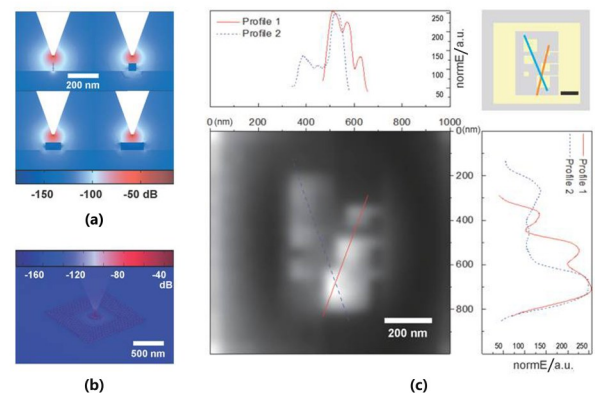 200 nm
-150 -100 -50 dB
(a)
-160 -120 -80 -40
dB
500 nm
(b)
Profile 1
Profile 2
250
200
150
100
50
normE/a.u.
0(nm) 200 400 600 800 1000
0(nm)
200
400
600
800
200 nm
Profile 1
Profile 2
50 100 150 200 250
normE/a.u.
(c)